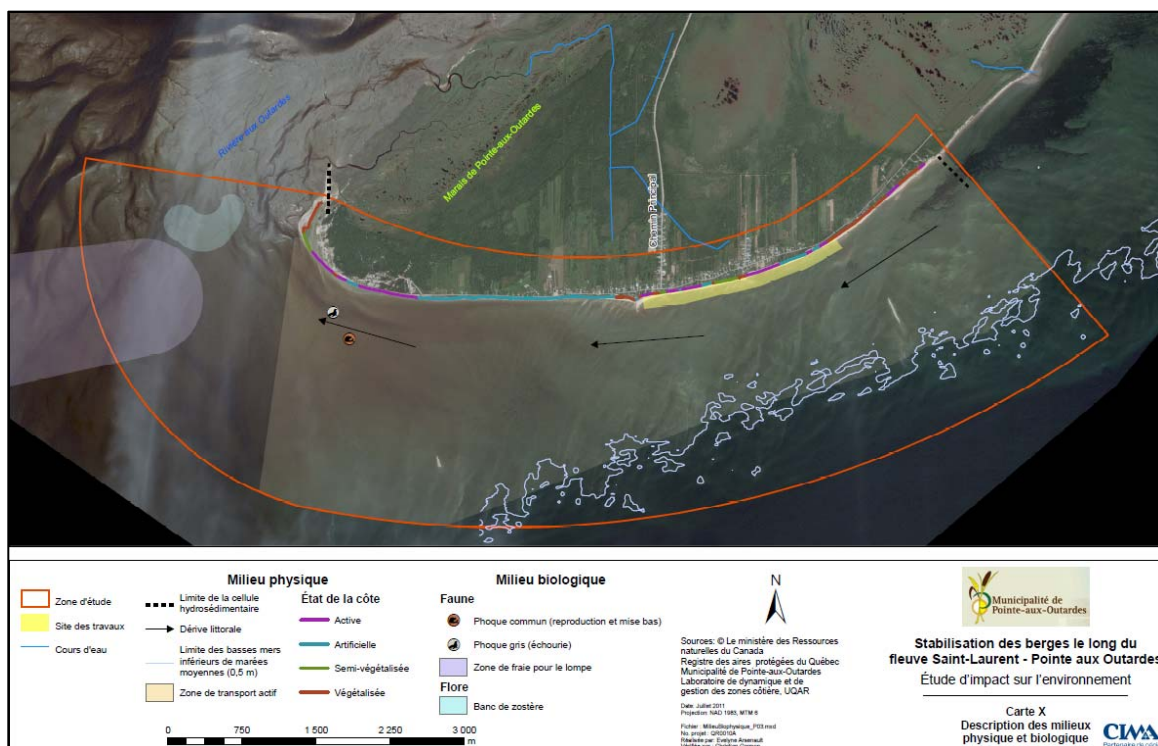 Rivière-aux Outardes
Marais de Pointe-aux-Outardes
Chemin Principal
Milieu physique
Zone d'étude
Site des travaux
Cours d'eau
Limite de la cellule
hydrosédimentaire
Dérive littorale
Limite des basses mers
inférieurs de marées
moyennes (0,5 m)
Zone de transport actif
État de la côte
Active
Artificielle
Semi-végétalisée
Végétalisée
0 750 1 500 2 250 3 000
m
Milieu biologique
Faune
Phoque commun (reproduction et mise bas)
Phoque gris (échourie)
Zone de fraie pour le lompe
Flore
Banc de zostère
N
Sources: © Le ministère des Ressources
naturelles du Canada
Registre des aires protégées du Québec
Municipalité de Pointe-aux-Outardes
Laboratoire de dynamique et de
gestion des zones côtière, UQAR
Date: Juillet 2011
Projection: NAD 1983, MTM 6
Municipalité de
Pointe-aux-Outardes
Stabilisation des berges le long du
fleuve Saint-Laurent - Pointe aux Outardes
Étude d'impact sur l'environnement
Carte X
Description des milieux
physique et biologique
CIMA